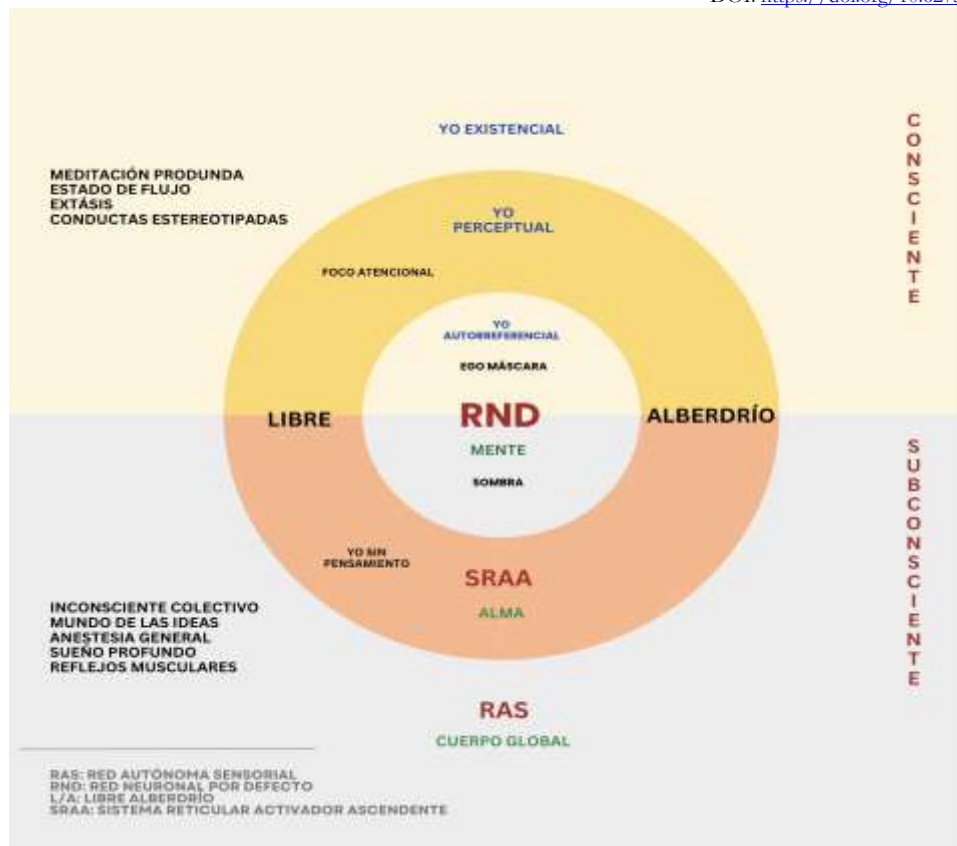 DOI:
YO EXISTENCIAL
MEDITACIÓN PRODUNDA
ESTADO DE FLUJO
EXTÁSIS
CONDUCTAS ESTEREOTIPADAS
YO
PERCEPTUAL
FOCO ATENCIONAL
YO
AUTORREFERENCIAL
EGO MÁSCARA
CONSCIENTE
LIBRE
RND
ALBERDRÍO
MENTE
SOMBRA
YO SIN
PENSAMIENTO
SRAA
ALMA
INCONSCIENTE COLECTIVO
MUNDO DE LAS IDEAS
ANESTESIA GENERAL
SUEÑO PROFUNDO
REFLEJOS MUSCULARES
SUBCONSCIENTE
RAS
CUERPO GLOBAL
RAS: RED AUTÓNOMA SENSORIAL
RND: RED NEURONAL POR DEFECTO
L/A: LIBRE ALBERDRÍO
SRAA: SISTEMA RETICULAR ACTIVADOR ASCENDENTE